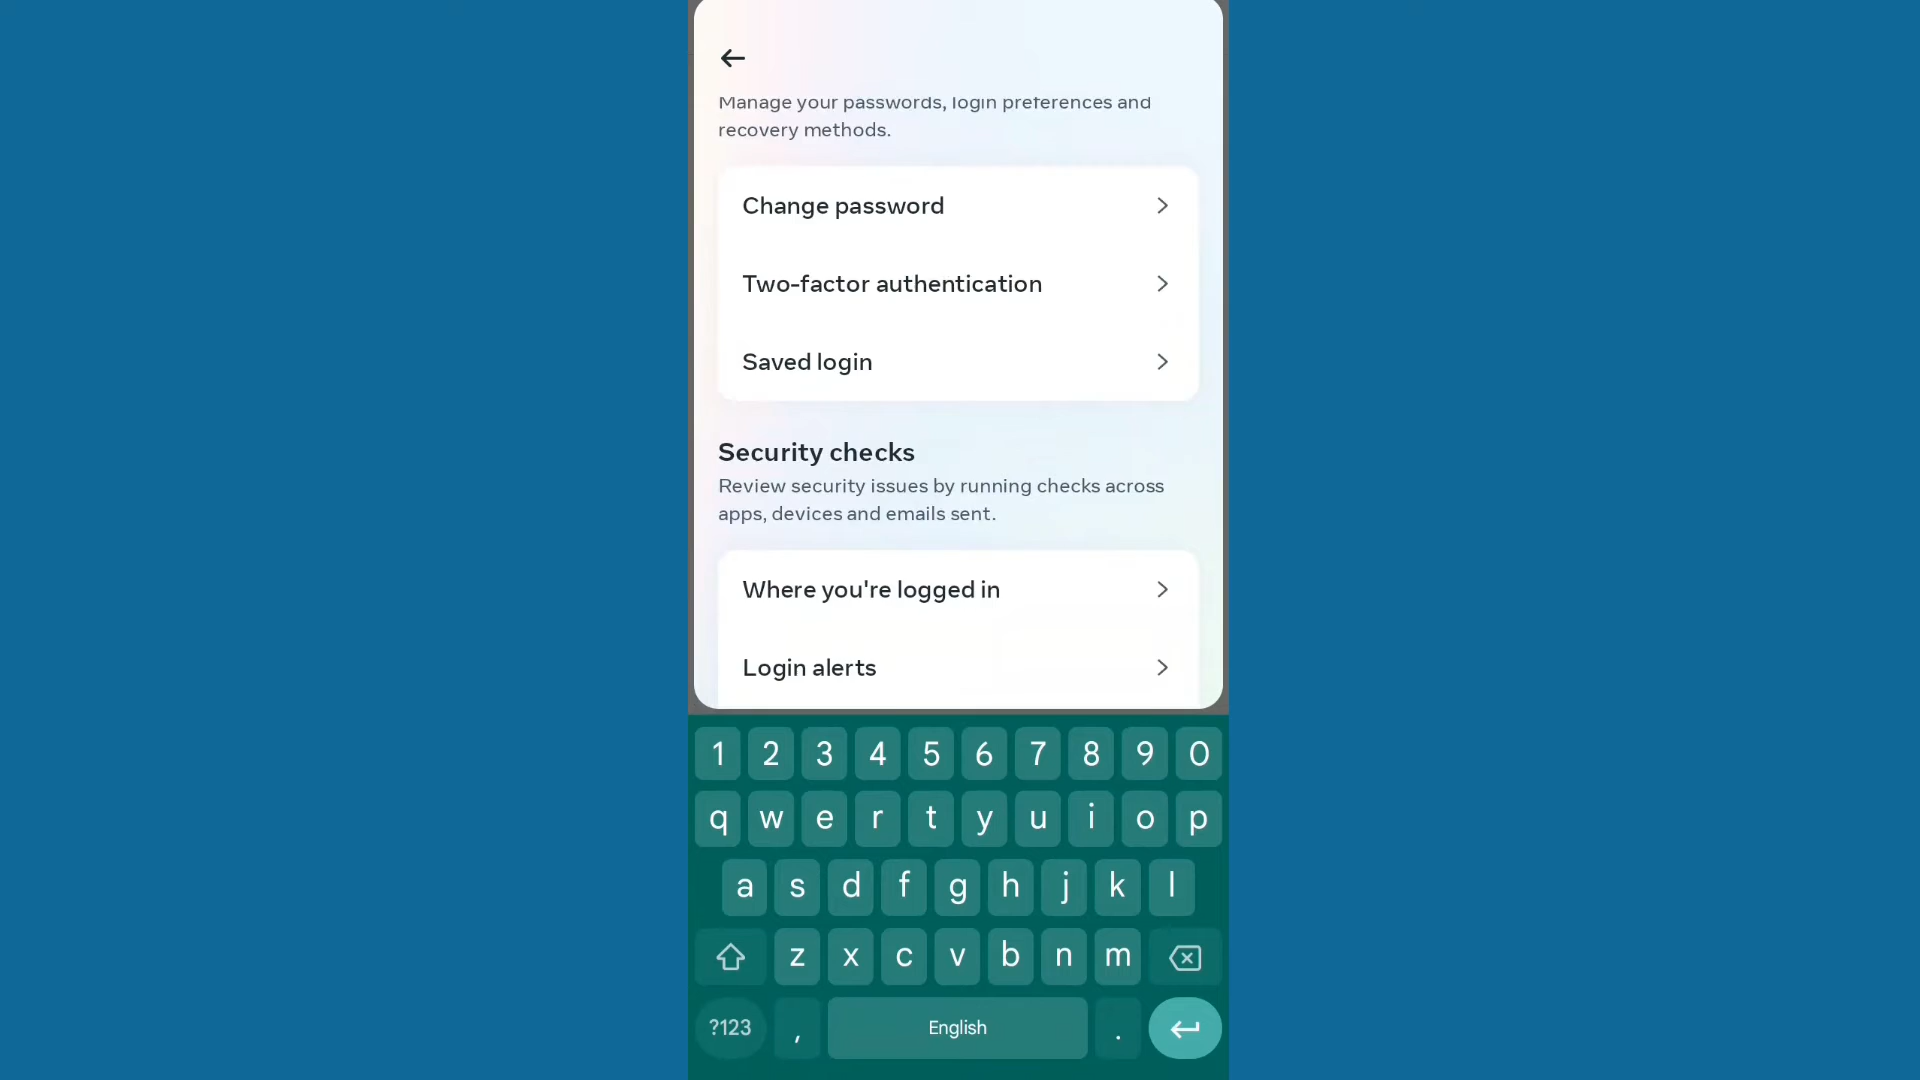 Manage your passwords, login preferences and
recovery methods.
Change password
Two-factor authentication
Saved login
Security checks
Review security issues by running checks across
apps, devices and emails sent.
Where you're logged in
Login alerts
1 2 3 4 5 6 7 8 9 0
q w e r t y u i o p
a s d f g h j k l
z x c v b n m
?123 , English .